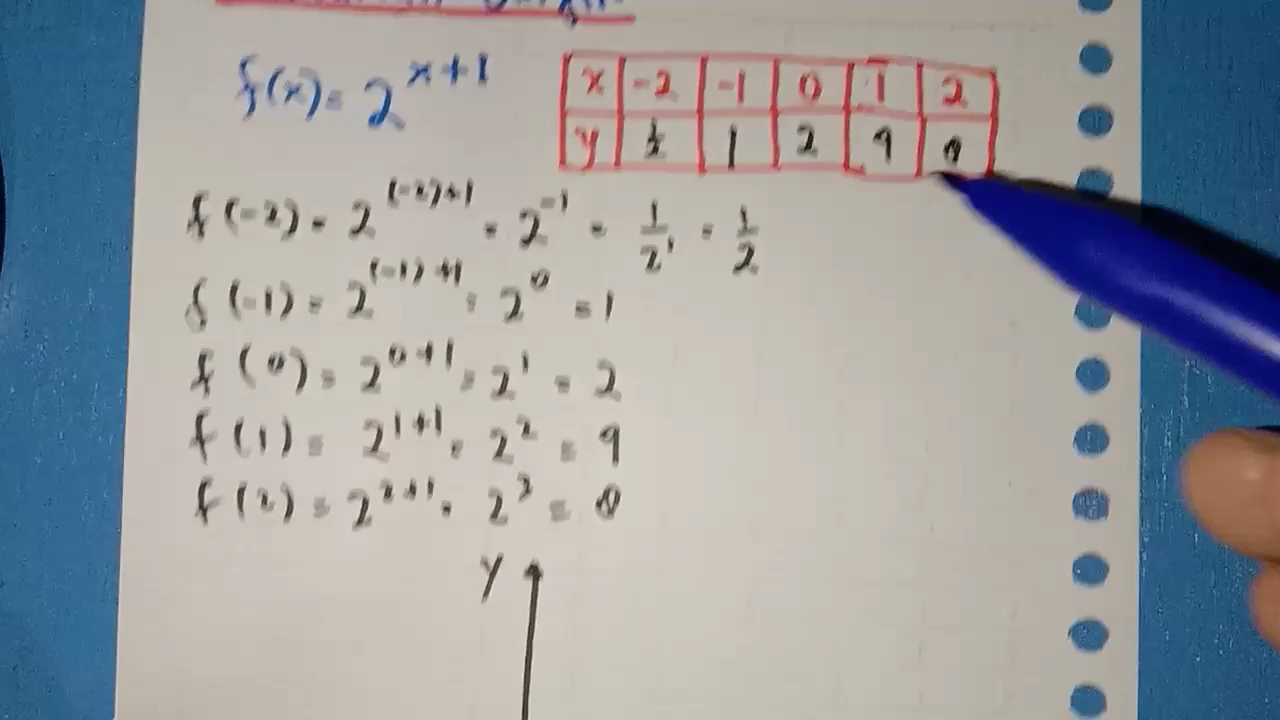 f(x) = 2^{x+1}
x -2 -1 0 1 2
y 1/2 1 2 4 8
f(-2) = 2^{(-2)+1} = 2^{-1} = 1/2^1 = 1/2
f(-1) = 2^{(-1)+1} = 2^0 = 1
f(0) = 2^{0+1} = 2^1 = 2
f(1) = 2^{1+1} = 2^2 = 4
f(2) = 2^{2+1} = 2^3 = 8
y